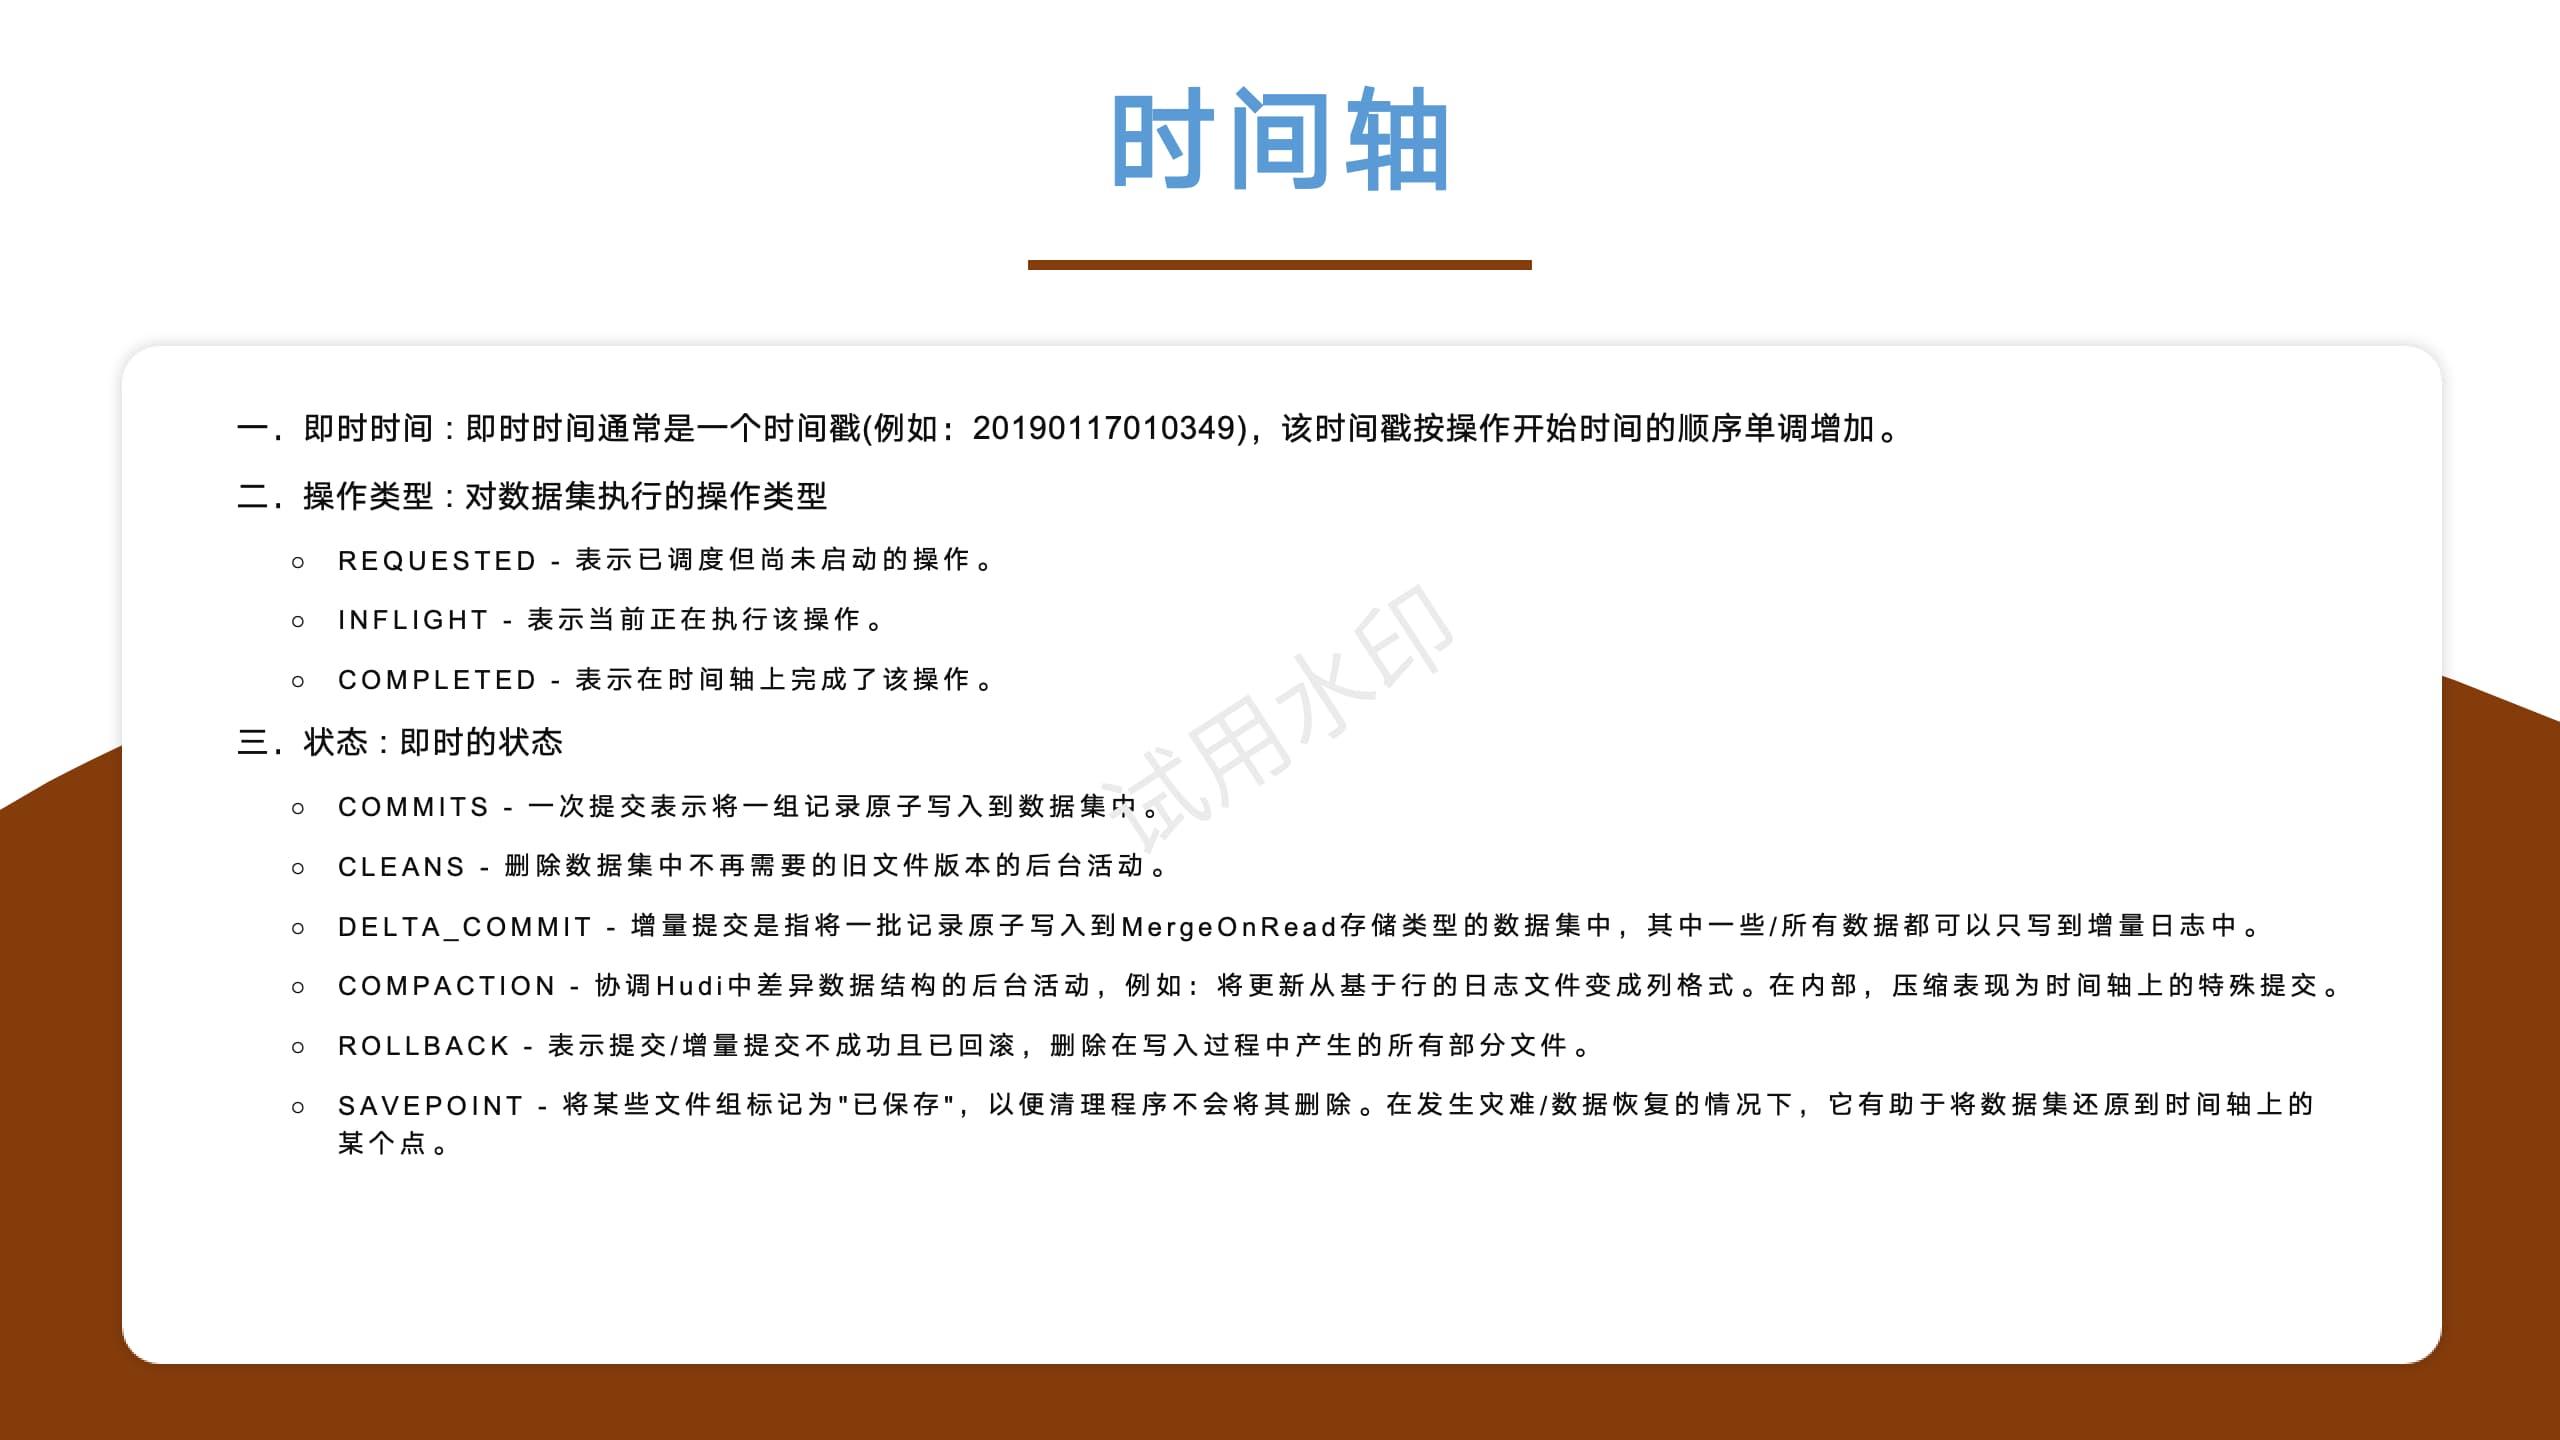 时间轴
一. 即时时间 : 即时时间通常是一个时间戳(例如：20190117010349)，该时间戳按操作开始时间的顺序单调增加。
二. 操作类型 : 对数据集执行的操作类型
○ REQUESTED - 表示已调度但尚未启动的操作。
○ INFLIGHT - 表示当前正在执行该操作。
○ COMPLETED - 表示在时间轴上完成了该操作。
三. 状态 : 即时的状态
○ COMMITS - 一次提交表示将一组记录原子写入到数据集中。
○ CLEANS - 删除数据集中不再需要的旧文件版本的后台活动。
○ DELTA_COMMIT - 增量提交是指将一批记录原子写入到MergeOnRead存储类型的数据集中，其中一些/所有数据都可以只写到增量日志中。
○ COMPACTION - 协调Hudi中差异数据结构的后台活动，例如：将更新从基于行的日志文件变成列格式。在内部，压缩表现为时间轴上的特殊提交。
○ ROLLBACK - 表示提交/增量提交不成功且已回滚，删除在写入过程中产生的所有部分文件。
○ SAVEPOINT - 将某些文件组标记为"已保存"，以便清理程序不会将其删除。在发生灾难/数据恢复的情况下，它有助于将数据集还原到时间轴上的
某个点。
试用水印